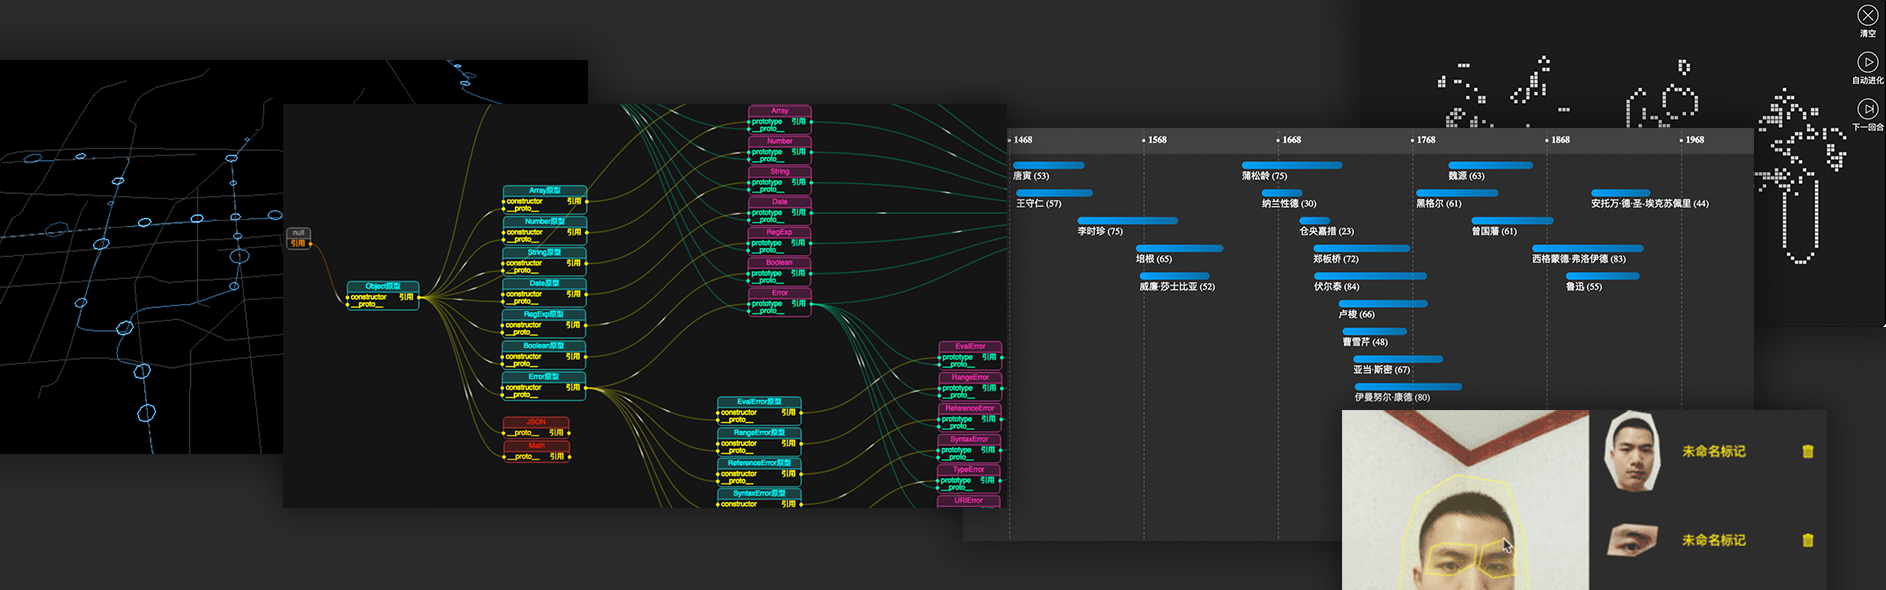 null
引用
Object原型
constructor 引用
__proto__
Array原型
constructor 引用
__proto__
Number原型
constructor 引用
__proto__
String原型
constructor 引用
__proto__
Date原型
constructor 引用
__proto__
RegExp原型
constructor 引用
__proto__
Boolean原型
constructor 引用
__proto__
Error原型
constructor 引用
__proto__
JSON
__proto__ 引用
Math
__proto__ 引用
Array
prototype 引用
__proto__
Number
prototype 引用
__proto__
String
prototype 引用
__proto__
Date
prototype 引用
__proto__
RegExp
prototype 引用
__proto__
Boolean
prototype 引用
__proto__
Error
prototype 引用
__proto__
EvalError原型
constructor 引用
__proto__
RangeError原型
constructor 引用
__proto__
ReferenceError原型
constructor 引用
__proto__
SyntaxError原型
constructor 引用
EvalError
prototype 引用
__proto__
RangeError
prototype 引用
__proto__
ReferenceError
prototype 引用
__proto__
SyntaxError
prototype 引用
__proto__
TypeError
prototype 引用
__proto__
URIError
1468 1568 1668 1768 1868 1968
唐寅 (53) 蒲松龄 (75) 魏源 (63)
王守仁 (57) 纳兰性德 (30) 黑格尔 (61) 安托万·德·圣-埃克苏佩里 (44)
李时珍 (75) 仓央嘉措 (23) 曾国藩 (61)
培根 (65) 郑板桥 (72) 西格蒙德·弗洛伊德 (83)
威廉·莎士比亚 (52) 伏尔泰 (84) 鲁迅 (55)
卢梭 (66)
曹雪芹 (48)
亚当·斯密 (67)
伊曼努尔·康德 (80)
清空
自动进化
下一回合
未命名标记
未命名标记